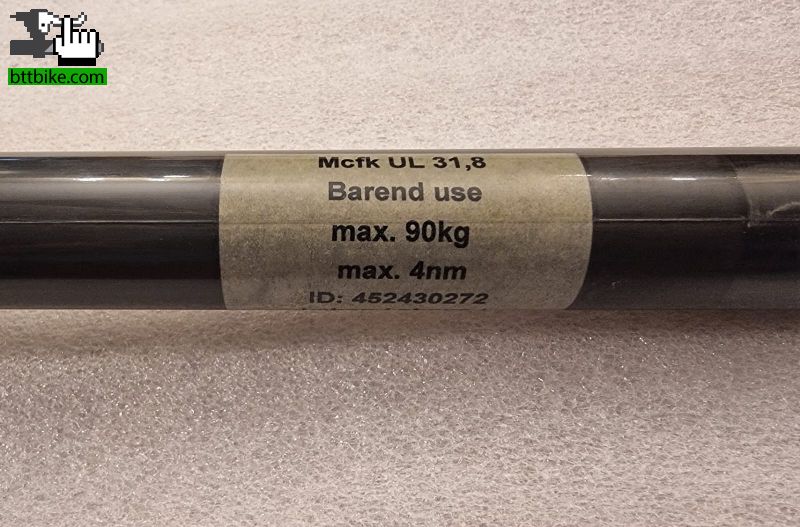 bttbike.com
Mcfk UL 31,8
Barend use
max. 90kg
max. 4nm
ID: 452430272